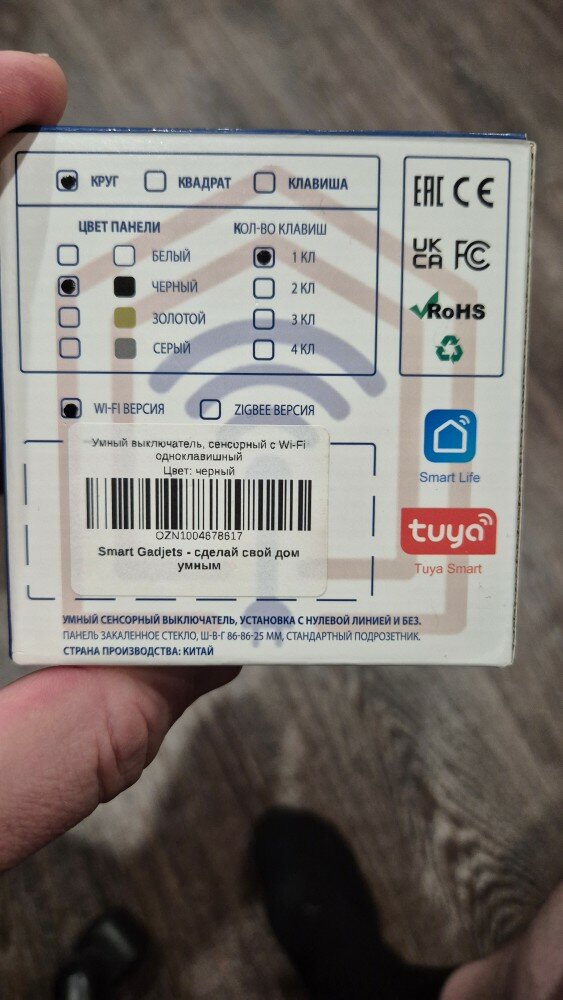 КРУГ КВАДРАТ КЛАВИША
ЦВЕТ ПАНЕЛИ
БЕЛЫЙ
ЧЕРНЫЙ
ЗОЛОТОЙ
СЕРЫЙ
КОЛ-ВО КЛАВИШ
1 КЛ
2 КЛ
3 КЛ
4 КЛ
EAC CE
UKCA FC
RoHS
WI-FI ВЕРСИЯ ZIGBEE ВЕРСИЯ
Smart Life
tuya
Tuya Smart
Умный выключатель, сенсорный с Wi-Fi
одноклавишный
Цвет: черный
OZN1004678617
Smart Gadjets - сделай свой дом
умным
УМНЫЙ СЕНСОРНЫЙ ВЫКЛЮЧАТЕЛЬ, УСТАНОВКА С НУЛЕВОЙ ЛИНИЕЙ И БЕЗ.
ПАНЕЛЬ ЗАКАЛЕННОЕ СТЕКЛО, Ш-В-Г 86-86-25 ММ, СТАНДАРТНЫЙ ПОДРОЗЕТНИК.
СТРАНА ПРОИЗВОДСТВА: КИТАЙ